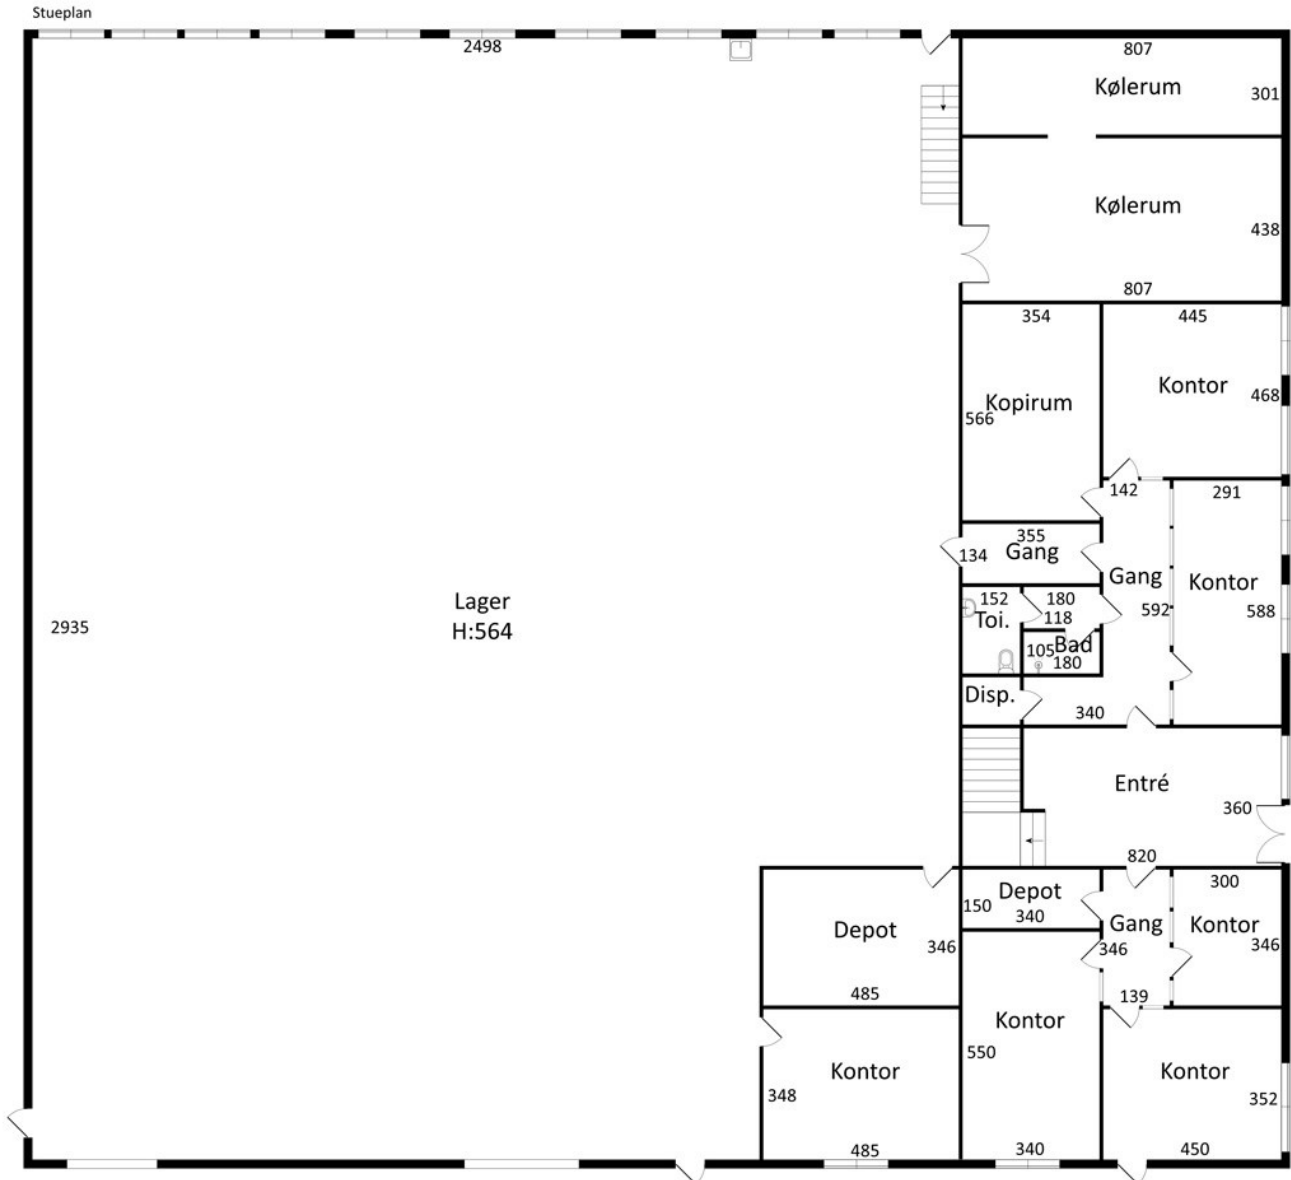 Stueplan
2498
807
Kølerum
301
Kølerum
438
807
354
445
Kontor
468
Kopirum
566
142
291
355
134
Gang
Gang
592
Kontor
588
Lager
H:564
2935
152
180
118
Toi.
105
Bad
180
Disp.
340
Entré
360
820
Depot
150
340
300
Gang
Kontor
346
346
139
Depot
346
485
Kontor
550
340
Kontor
348
485
Kontor
352
450